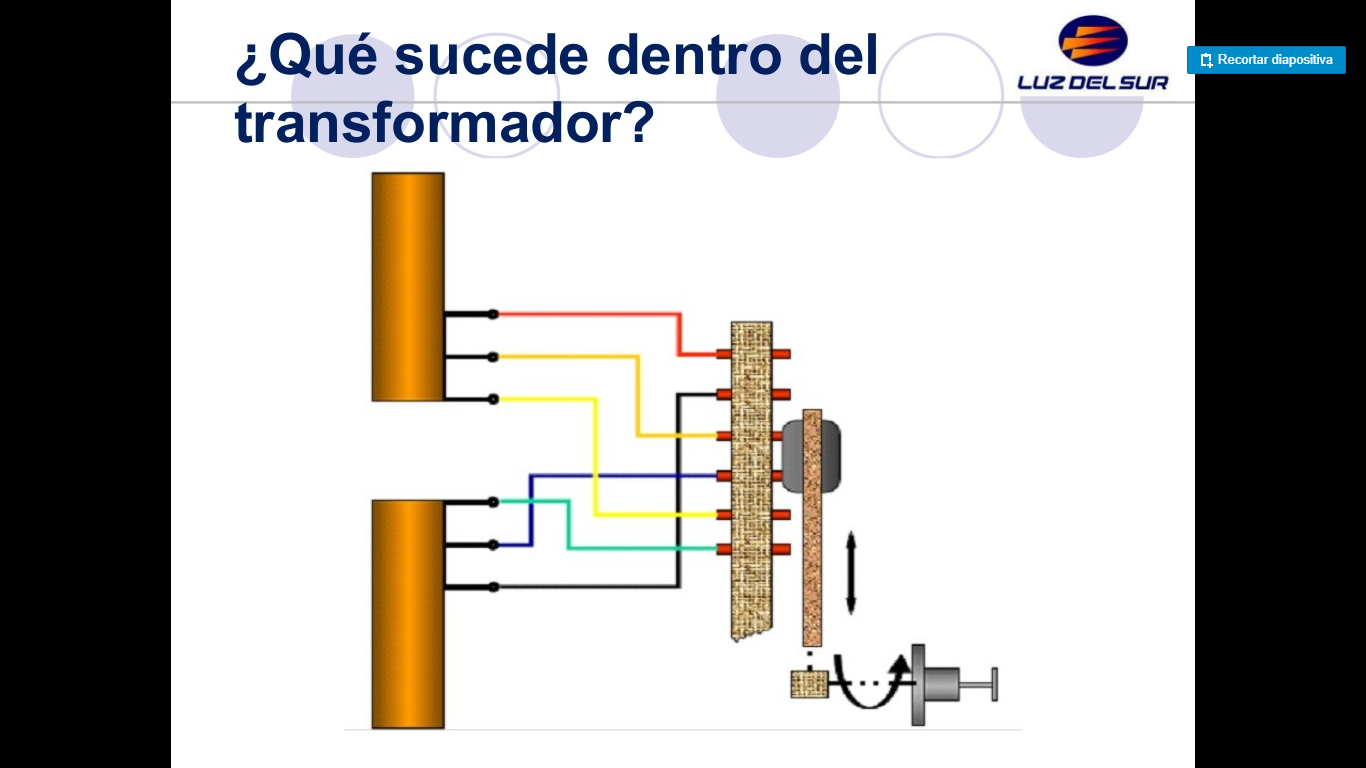 ¿Qué sucede dentro del
transformador?
LUZ DEL SUR
Recortar diapositiva